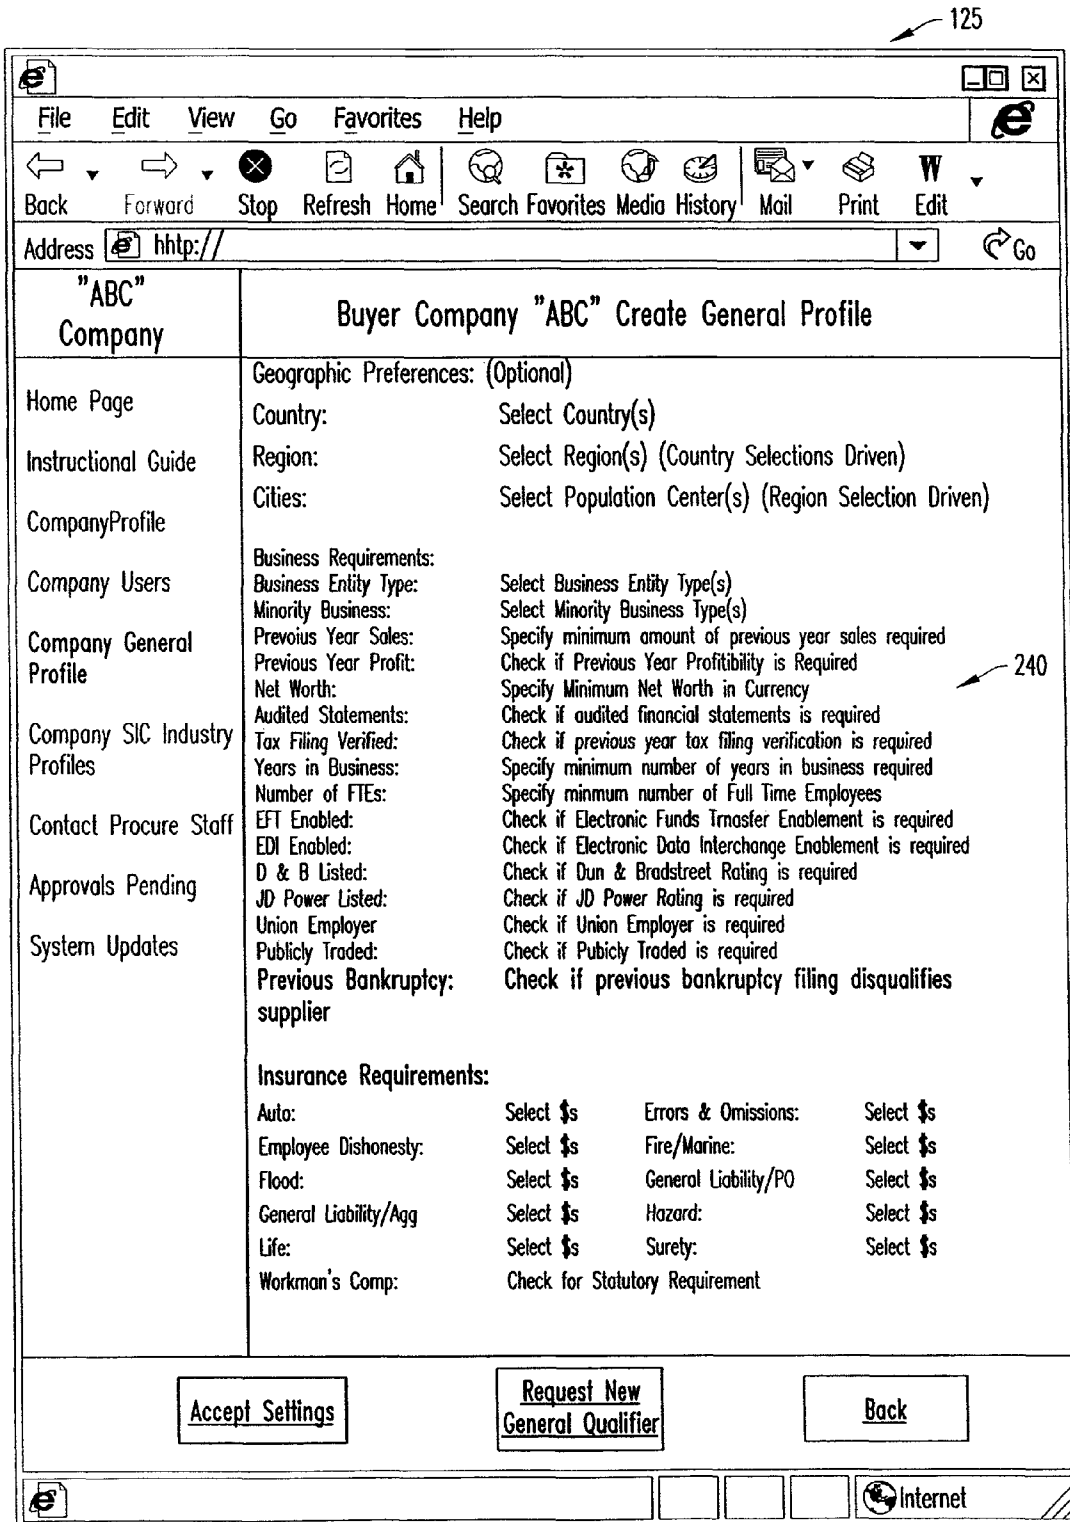 125
File Edit View Go Favorites Help
Back Forward Stop Refresh Home Search Favorites Media History Mail Print Edit
W
Address hhtp:// Go
"ABC"
Company
Buyer Company "ABC" Create General Profile
Home Page
Instructional Guide
CompanyProfile
Company Users
Company General
Profile
Company SIC Industry
Profiles
Contact Procure Staff
Approvals Pending
System Updates
Geographic Preferences: (Optional)
Country: Select Country(s)
Region: Select Region(s) (Country Selections Driven)
Cities: Select Population Center(s) (Region Selection Driven)
Business Requirements:
Business Entity Type: Select Business Entity Type(s)
Minority Business: Select Minority Business Type(s)
Prevoius Year Sales: Specify minimum amount of previous year sales required
Previous Year Profit: Check if Previous Year Profitibility is Required
240
Net Worth: Specify Minimum Net Worth in Currency
Audited Statements: Check if audited financial statements is required
Tax Filing Verified: Check if previous year tax filing verification is required
Years in Business: Specify minimum number of years in business required
Number of FTEs: Specify minmum number of Full Time Employees
EFT Enabled: Check if Electronic Funds Trnasfer Enablement is required
EDI Enabled: Check if Electronic Data Interchange Enablement is required
D & B Listed: Check if Dun & Bradstreet Rating is required
JD Power Listed: Check if JD Power Rating is required
Union Employer Check if Union Employer is required
Publicly Traded: Check if Pubicly Traded is required
Previous Bankruptcy: Check if previous bankruptcy filing disqualifies
supplier
Insurance Requirements:
Auto: Select $s Errors & Omissions: Select $s
Employee Dishonesty: Select $s Fire/Marine: Select $s
Flood: Select $s General Liability/PO Select $s
General Liability/Agg Select $s Hazard: Select $s
Life: Select $s Surety: Select $s
Workman's Comp: Check for Statutory Requirement
Accept Settings
Request New
General Qualifier
Back
Internet